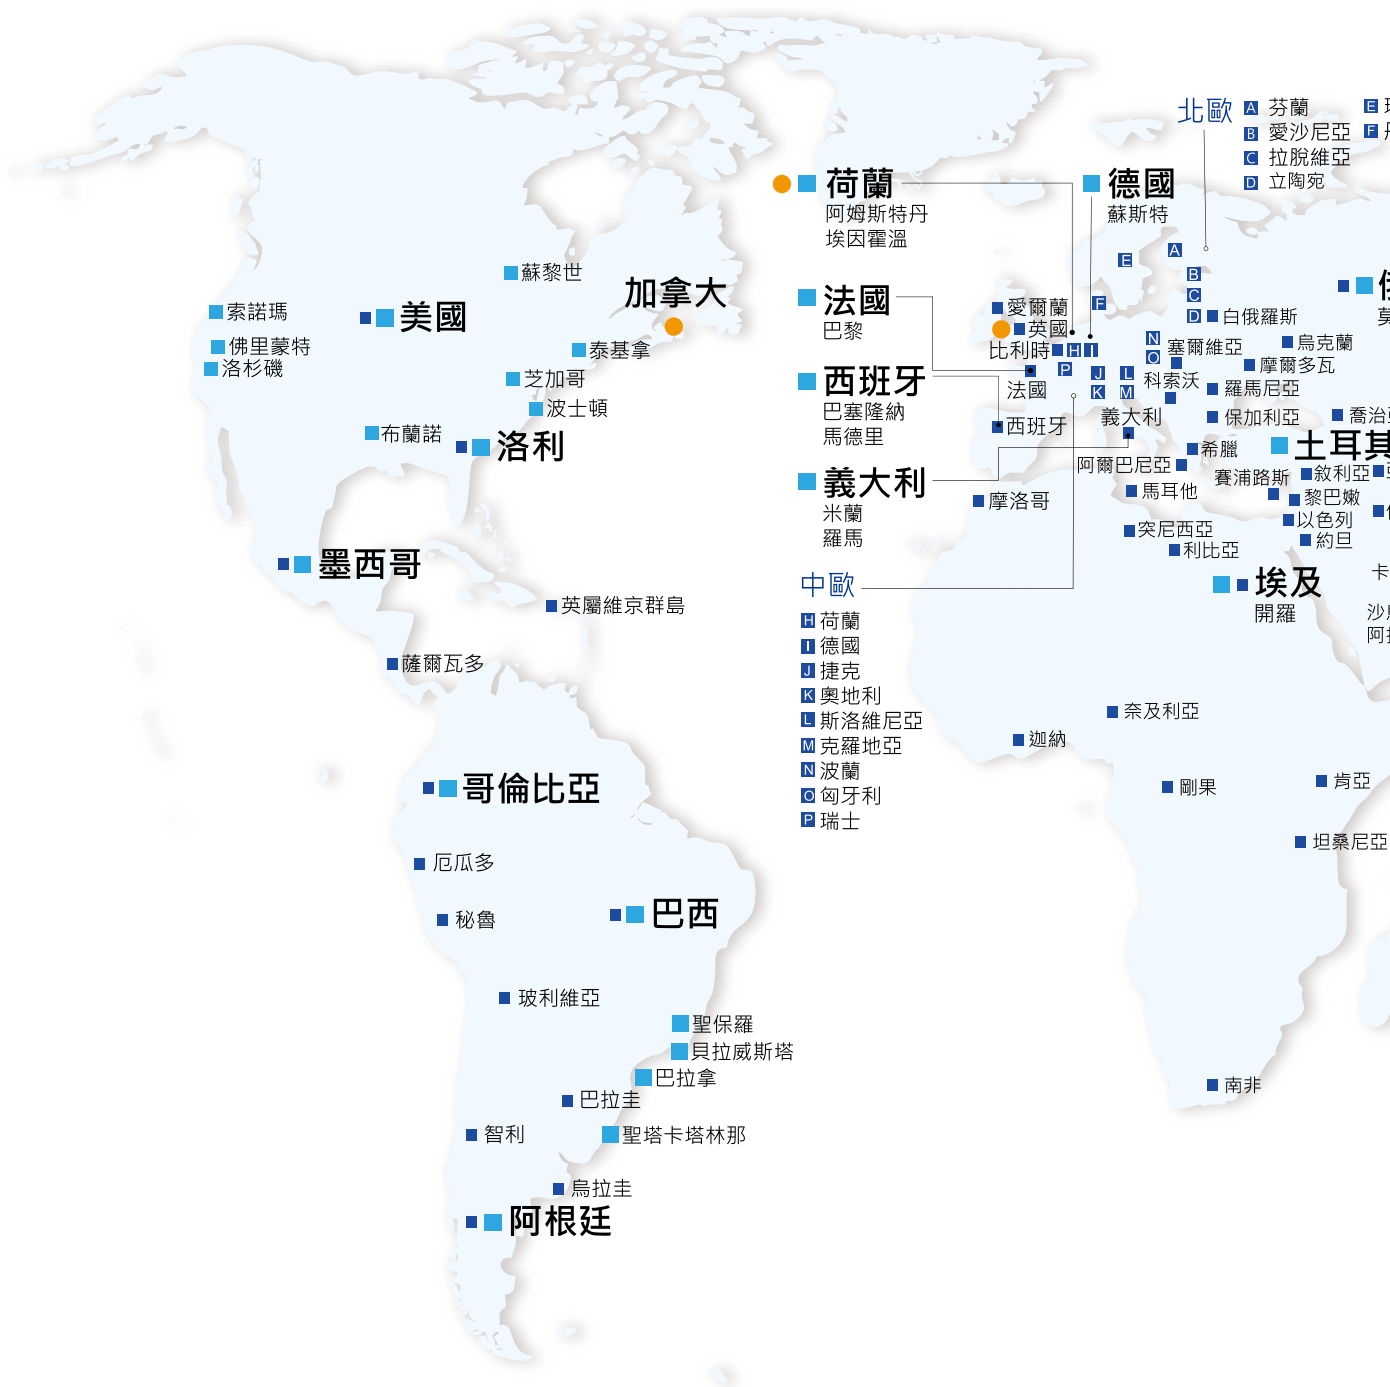 北歐
A 芬蘭
B 愛沙尼亞
C 拉脫維亞
D 立陶宛
E
F
荷蘭
阿姆斯特丹
埃因霍溫
德國
蘇斯特
法國
巴黎
西班牙
巴塞隆納
馬德里
義大利
米蘭
羅馬
中歐
H 荷蘭
I 德國
J 捷克
K 奧地利
L 斯洛維尼亞
M 克羅地亞
N 波蘭
O 匈牙利
P 瑞士
蘇黎世
加拿大
索諾瑪
美國
佛里蒙特
洛杉磯
泰基拿
芝加哥
波士頓
布蘭諾
洛利
墨西哥
英屬維京群島
薩爾瓦多
哥倫比亞
厄瓜多
秘魯
巴西
玻利維亞
聖保羅
貝拉威斯塔
巴拉拿
巴拉圭
智利
聖塔卡塔林那
烏拉圭
阿根廷
E
A
B
C
D
F
白俄羅斯
愛爾蘭
英國
比利時
H
I
P
J
K
L
M
N
O
塞爾維亞
烏克蘭
摩爾多瓦
科索沃
羅馬尼亞
法國
西班牙
義大利
保加利亞
喬治
土耳其
希臘
阿爾巴尼亞
賽浦路斯
敘利亞
馬耳他
黎巴嫩
摩洛哥
以色列
突尼西亞
約旦
利比亞
埃及
開羅
卡
沙
阿
奈及利亞
迦納
剛果
肯亞
坦桑尼亞
南非